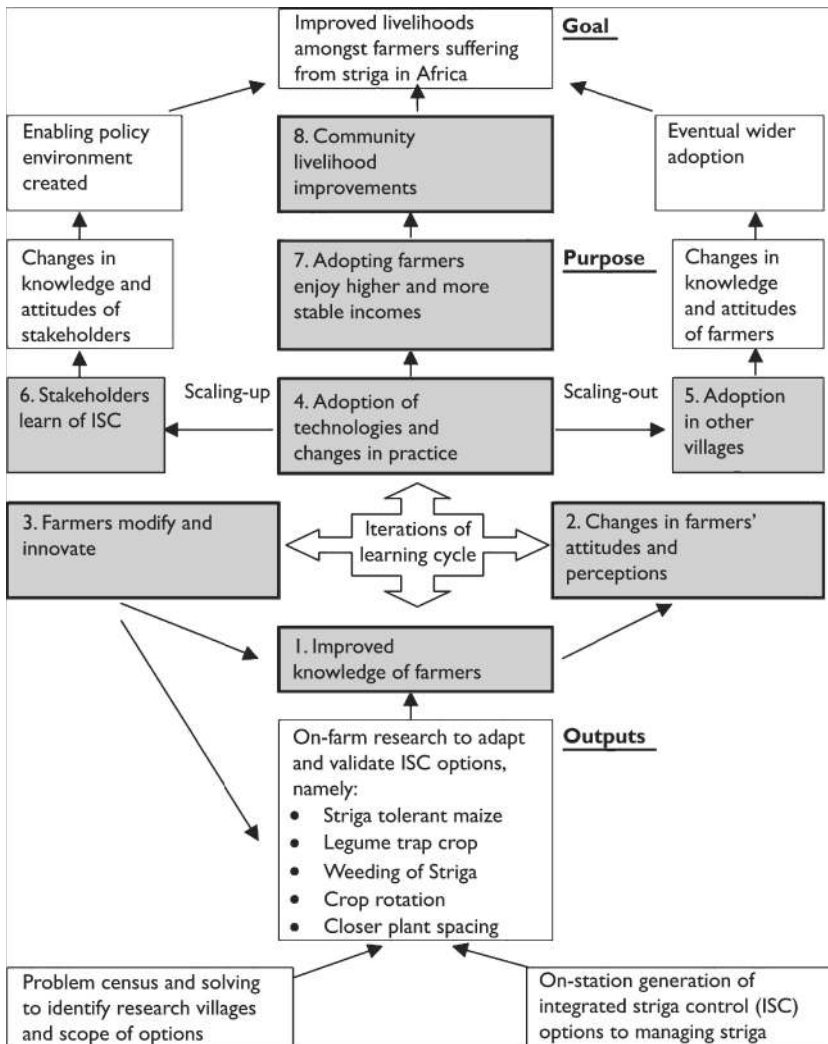 Improved livelihoods
amongst farmers suffering
from striga in Africa
Goal
Enabling policy
environment
created
8. Community
livelihood
improvements
Eventual wider
adoption
Changes in
knowledge and
attitudes of
stakeholders
7. Adopting farmers
enjoy higher and more
stable incomes
Purpose
Changes in
knowledge
and attitudes
of farmers
6. Stakeholders
learn of ISC
Scaling-up
4. Adoption of
technologies and
changes in practice
Scaling-out
5. Adoption
in other
villages
3. Farmers modify and
innovate
Iterations of
learning cycle
2. Changes in farmers’
attitudes and
perceptions
1. Improved
knowledge of farmers
On-farm research to adapt
and validate ISC options,
namely:
• Striga tolerant maize
• Legume trap crop
• Weeding of Striga
• Crop rotation
• Closer plant spacing
Outputs
Problem census and solving
to identify research villages
and scope of options
On-station generation of
integrated striga control (ISC)
options to managing striga